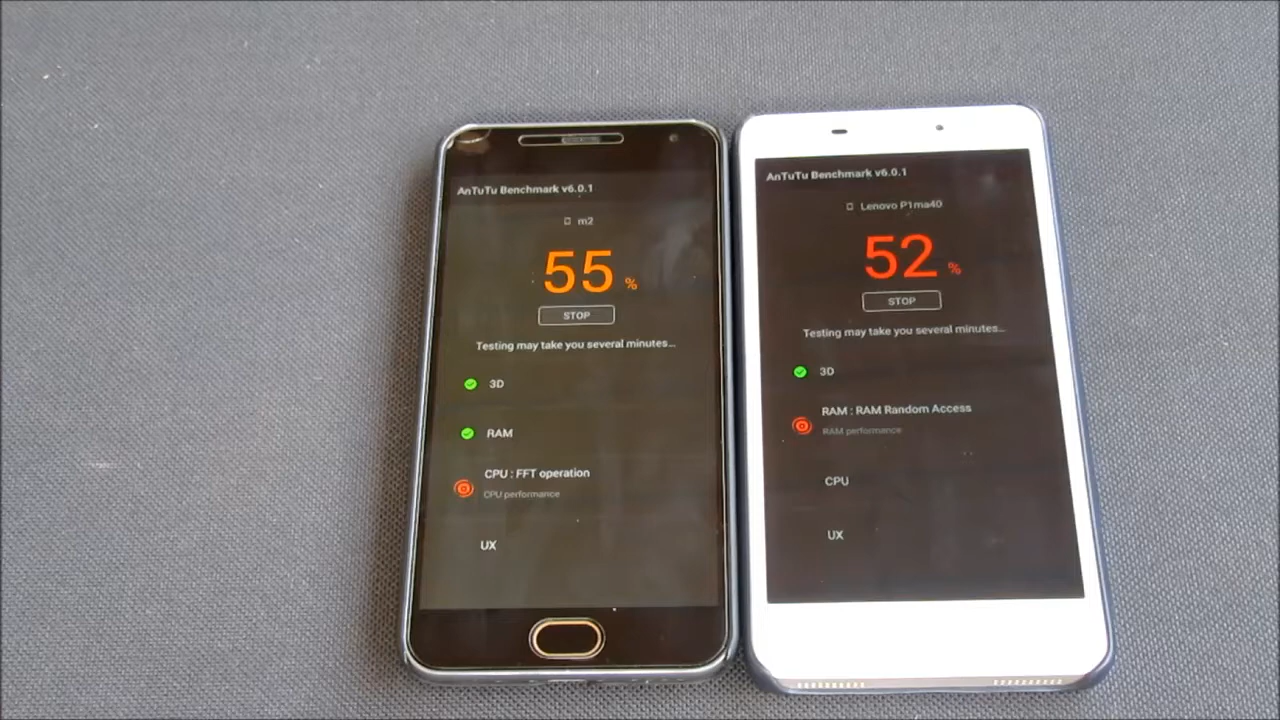 AnTuTu Benchmark v6.0.1
m2
55 %
STOP
Testing may take you several minutes...
3D
RAM
CPU : FFT operation
CPU performance
UX
AnTuTu Benchmark v6.0.1
Lenovo P1ma40
52 %
STOP
Testing may take you several minutes...
3D
RAM : RAM Random Access
RAM performance
CPU
UX